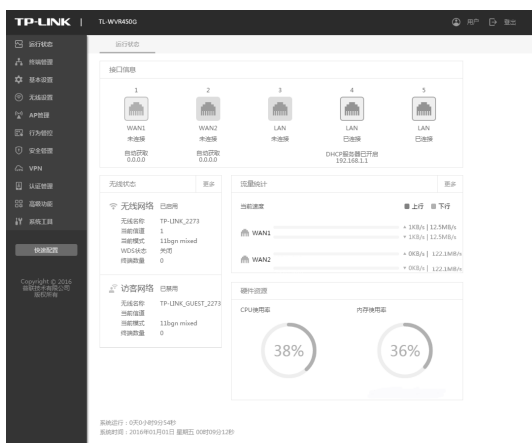 TP-LINK | TL-WVR450G 用户 登出
运行状态
终端管理
基本设置
无线设置
AP管理
行为管控
安全管理
VPN
认证管理
高级功能
系统工具
快速配置
Copyright © 2016
普联技术有限公司
版权所有
运行状态
接口信息
1 2 3 4 5
WAN1 WAN2 LAN LAN LAN
未连接 未连接 未连接 已连接 已连接
自动获取 自动获取 DHCP服务器已开启
0.0.0.0 0.0.0.0 192.168.1.1
无线状态 更多
无线网络 已启用
无线名称 TP-LINK_2273
当前信道 1
当前模式 11bgn mixed
WDS状态 关闭
终端数量 0
访客网络 已禁用
无线名称 TP-LINK_GUEST_2273
当前信道
当前模式 11bgn mixed
终端数量 0
流量统计 更多
当前速度 上行 下行
WAN1
1KB/s | 12.5MB/s
1KB/s | 12.5MB/s
WAN2
0KB/s | 122.1MB/s
0KB/s | 122.1MB/s
硬件资源
CPU使用率 内存使用率
38% 36%
系统运行：0天0小时9分54秒
系统时间：2016年01月01日 星期五 00时09分12秒